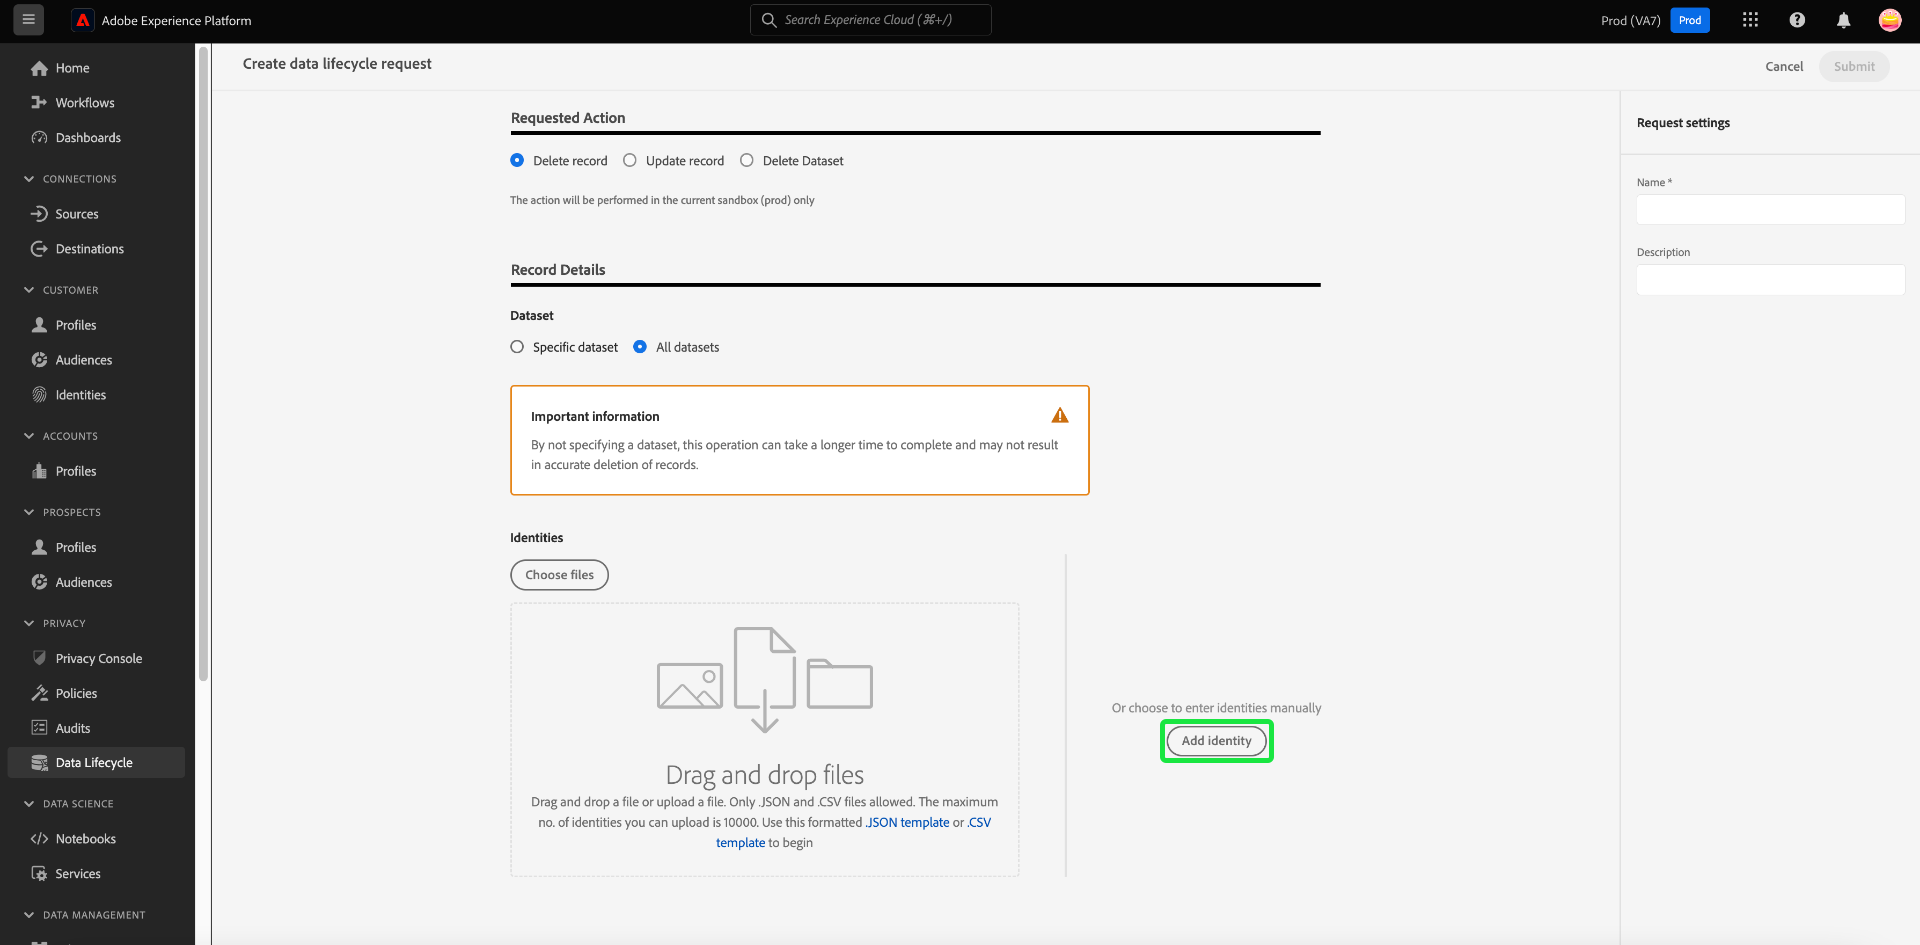 Adobe Experience Platform
Search Experience Cloud (⌘+/)
Prod (VA7)
Prod
Home
Workflows
Dashboards
CONNECTIONS
Sources
Destinations
CUSTOMER
Profiles
Audiences
Identities
ACCOUNTS
Profiles
PROSPECTS
Profiles
Audiences
PRIVACY
Privacy Console
Policies
Audits
Data Lifecycle
DATA SCIENCE
Notebooks
Services
DATA MANAGEMENT
Create data lifecycle request
Cancel
Submit
Requested Action
Delete record
Update record
Delete Dataset
The action will be performed in the current sandbox (prod) only
Record Details
Dataset
Specific dataset
All datasets
Important information
By not specifying a dataset, this operation can take a longer time to complete and may not result
in accurate deletion of records.
Identities
Choose files
Drag and drop files
Drag and drop a file or upload a file. Only .JSON and .CSV files allowed. The maximum
no. of identities you can upload is 10000. Use this formatted .JSON template or .CSV
template to begin
Or choose to enter identities manually
Add identity
Request settings
Name *
Description